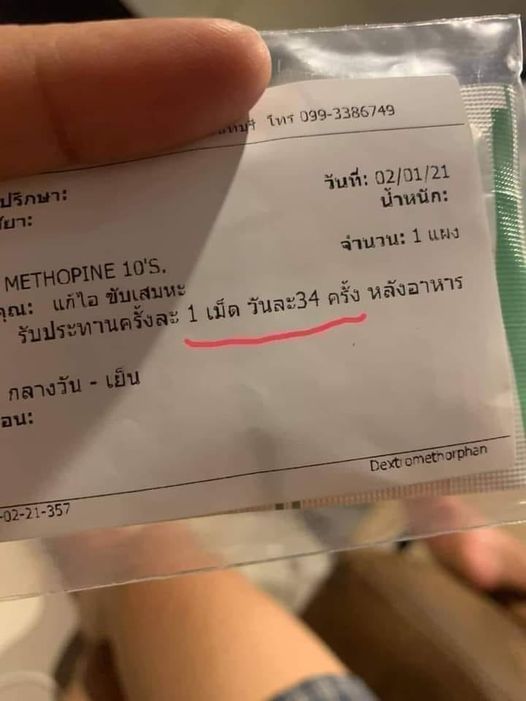 โทร 099-3386749
ปรึกษา:
วันที่: 02/01/21
น้ำหนัก:
จำนวน: 1 แผง
METHOPINE 10'S.
แก้ไอ ซับเสมหะ
รับประทานครั้งละ 1 เม็ด วันละ34 ครั้ง หลังอาหาร
กลางวัน - เย็น
Dextromethorphan
-02-21-357